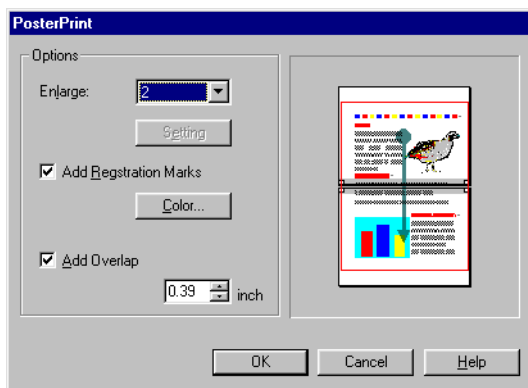 PosterPrint
Options
Enlarge:
2
Setting
Add Regstration Marks
Color...
Add Overlap
0.39
inch
OK
Cancel
Help